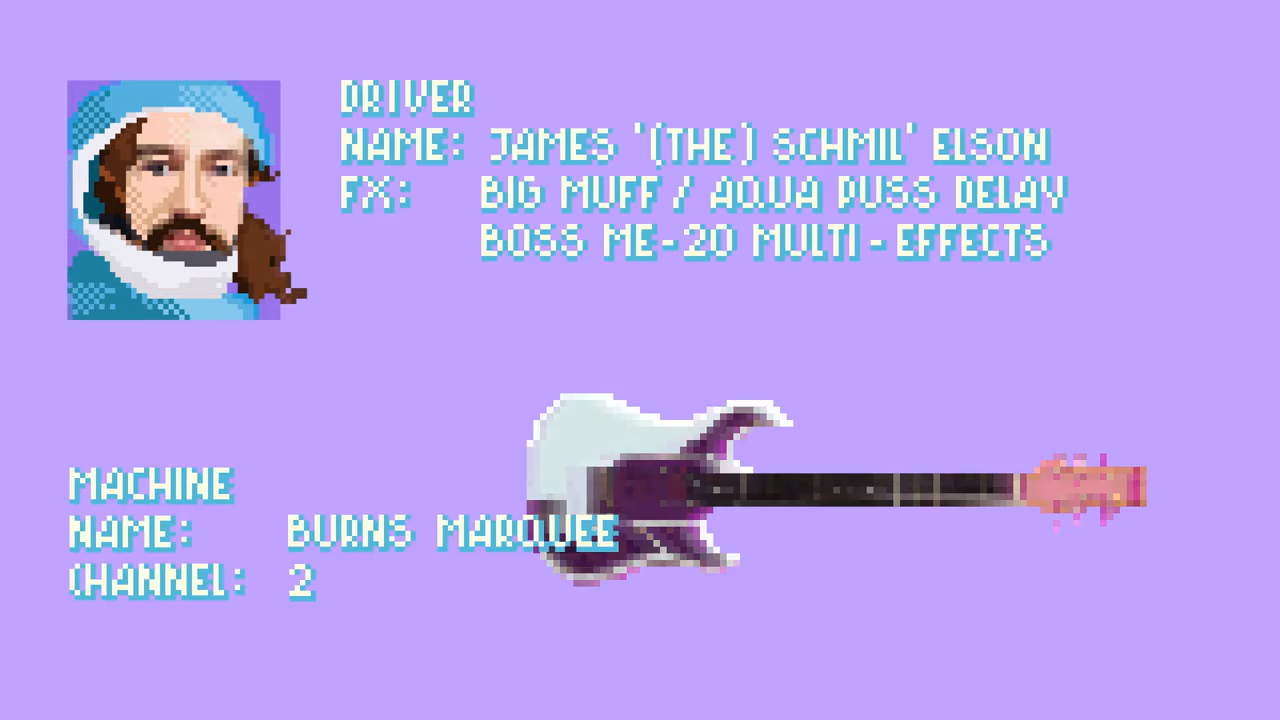 DRIVER
NAME: JAMES '(THE) SCHMIL' ELSON
FX: BIG MUFF / AQUA PUSS DELAY
BOSS ME-20 MULTI-EFFECTS
MACHINE
NAME: BURNS MARQUEE
CHANNEL: 2